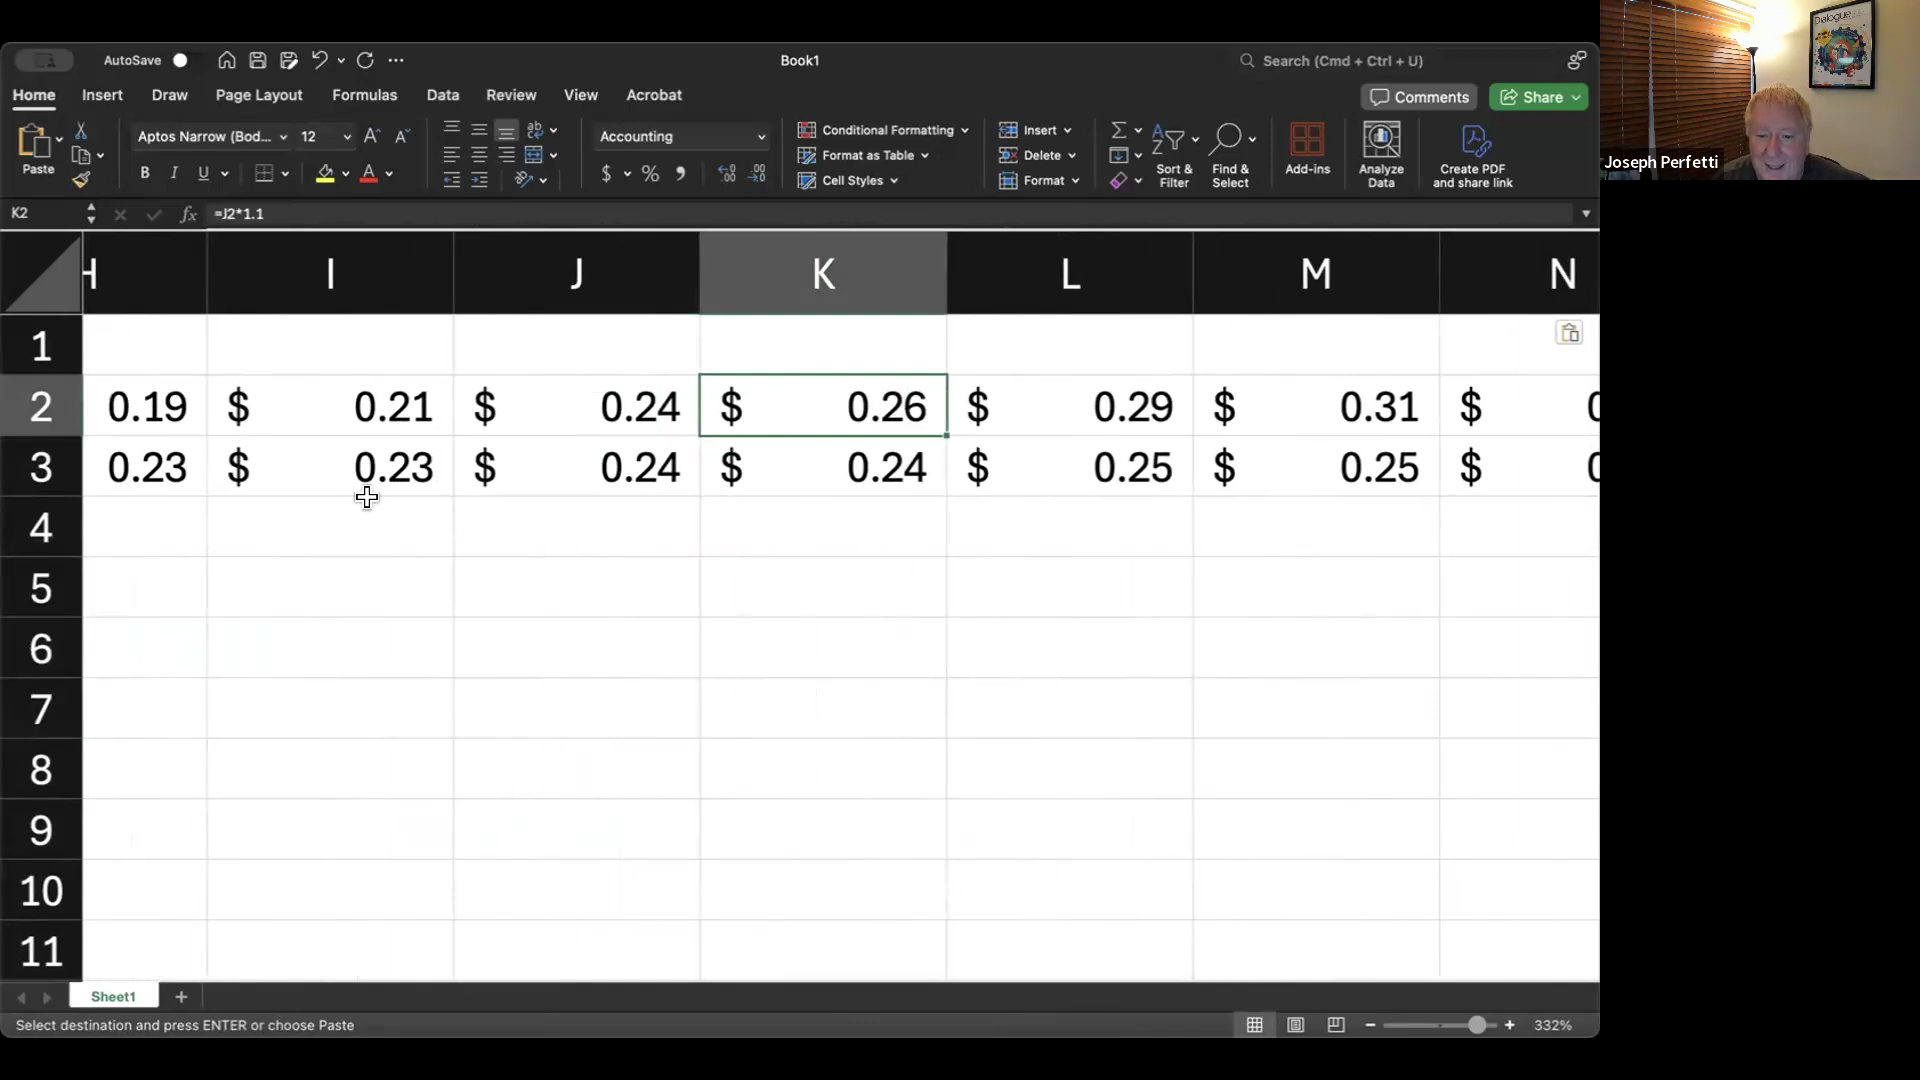 AutoSave
Book1
Search (Cmd + Ctrl + U)
Home Insert Draw Page Layout Formulas Data Review View Acrobat
Comments Share
Paste
Aptos Narrow (Bod... 12
B I U
Accounting
$ %
Conditional Formatting
Format as Table
Cell Styles
Insert
Delete
Format
Sort & Filter
Find & Select
Add-ins
Analyze Data
Create PDF and share link
K2 fx =J2*1.1
H I J K L M N
1
2 0.19 $ 0.21 $ 0.24 $ 0.26 $ 0.29 $ 0.31 $ 0
3 0.23 $ 0.23 $ 0.24 $ 0.24 $ 0.25 $ 0.25 $ 0
4
5
6
7
8
9
10
11
Sheet1
Select destination and press ENTER or choose Paste
332%
Dialogue
Joseph Perfetti